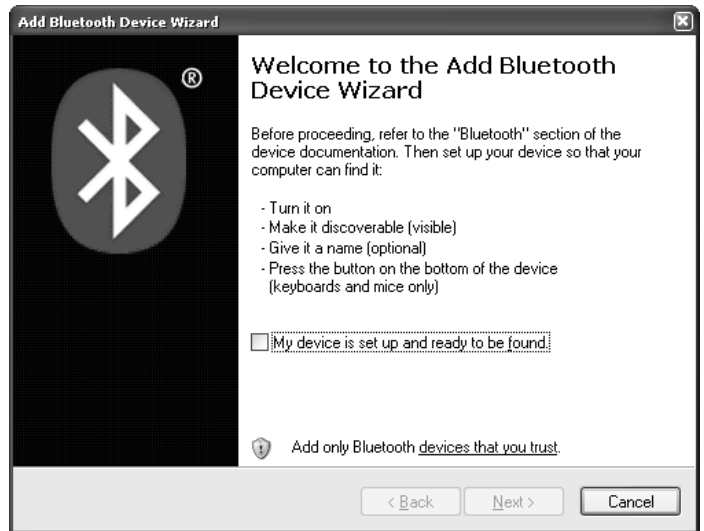 Add Bluetooth Device Wizard
®
Welcome to the Add Bluetooth
Device Wizard
Before proceeding, refer to the "Bluetooth" section of the
device documentation. Then set up your device so that your
computer can find it:
- Turn it on
- Make it discoverable (visible)
- Give it a name (optional)
- Press the button on the bottom of the device
(keyboards and mice only)
My device is set up and ready to be found.
Add only Bluetooth devices that you trust.
< Back Next > Cancel